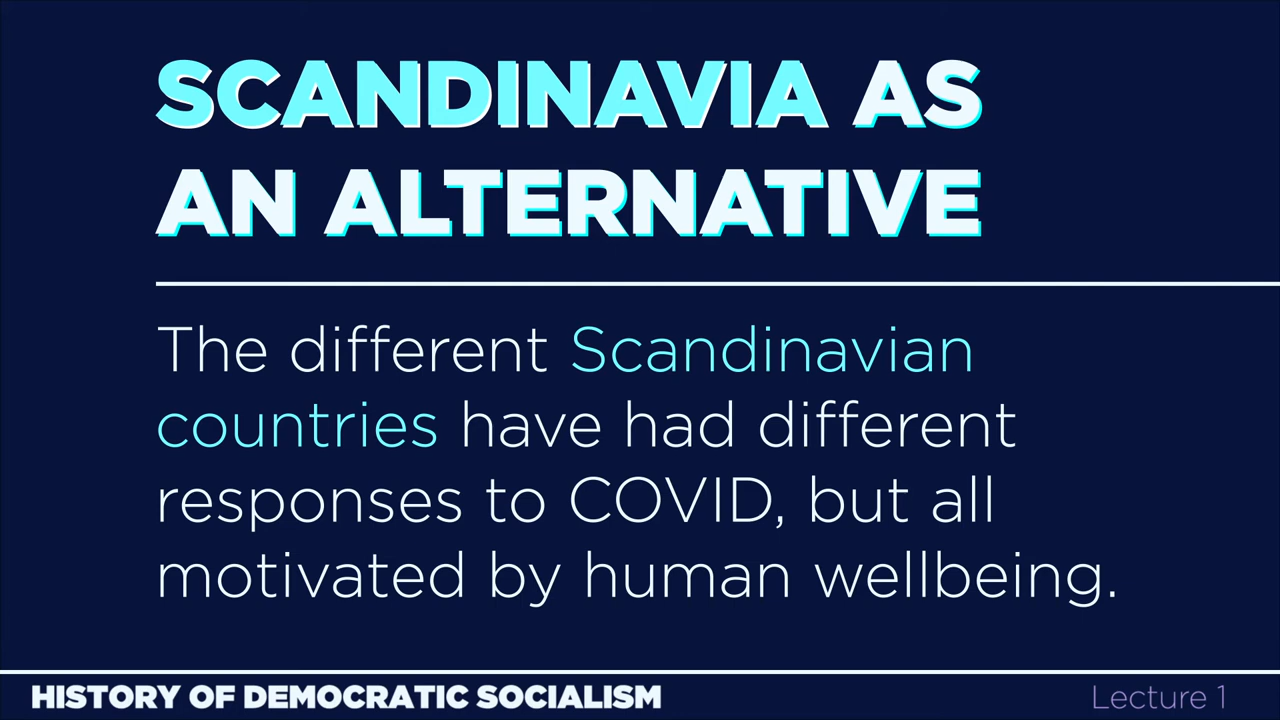 SCANDINAVIA AS
AN ALTERNATIVE
The different Scandinavian
countries have had different
responses to COVID, but all
motivated by human wellbeing.
HISTORY OF DEMOCRATIC SOCIALISM
Lecture 1